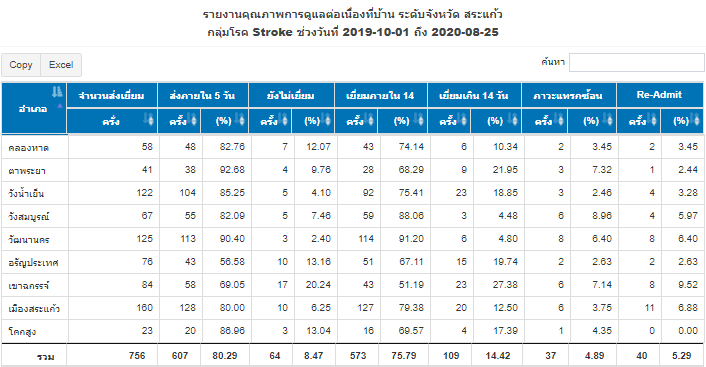 รายงานคุณภาพการดูแลต่อเนื่องที่บ้าน ระดับจังหวัด สระแก้ว
กลุ่มโรค Stroke ช่วงวันที่ 2019-10-01 ถึง 2020-08-25
Copy Excel ค้นหา
อำเภอ จำนวนส่งเยี่ยม ส่งภายใน 5 วัน ยังไม่เยี่ยม เยี่ยมภายใน 14 เยี่ยมเกิน 14 วัน ภาวะแทรกซ้อน Re-Admit
ครั้ง ครั้ง (%) ครั้ง (%) ครั้ง (%) ครั้ง (%) ครั้ง (%) ครั้ง (%)
คลองหาด 58 48 82.76 7 12.07 43 74.14 6 10.34 2 3.45 2 3.45
ตาพระยา 41 38 92.68 4 9.76 28 68.29 9 21.95 3 7.32 1 2.44
วังน้ำเย็น 122 104 85.25 5 4.10 92 75.41 23 18.85 3 2.46 4 3.28
วังสมบูรณ์ 67 55 82.09 5 7.46 59 88.06 3 4.48 6 8.96 4 5.97
วัฒนานคร 125 113 90.40 3 2.40 114 91.20 6 4.80 8 6.40 8 6.40
อรัญประเทศ 76 43 56.58 10 13.16 51 67.11 15 19.74 2 2.63 2 2.63
เขาฉกรรจ์ 84 58 69.05 17 20.24 43 51.19 23 27.38 6 7.14 8 9.52
เมืองสระแก้ว 160 128 80.00 10 6.25 127 79.38 20 12.50 6 3.75 11 6.88
โคกสูง 23 20 86.96 3 13.04 16 69.57 4 17.39 1 4.35 0 0.00
รวม 756 607 80.29 64 8.47 573 75.79 109 14.42 37 4.89 40 5.29